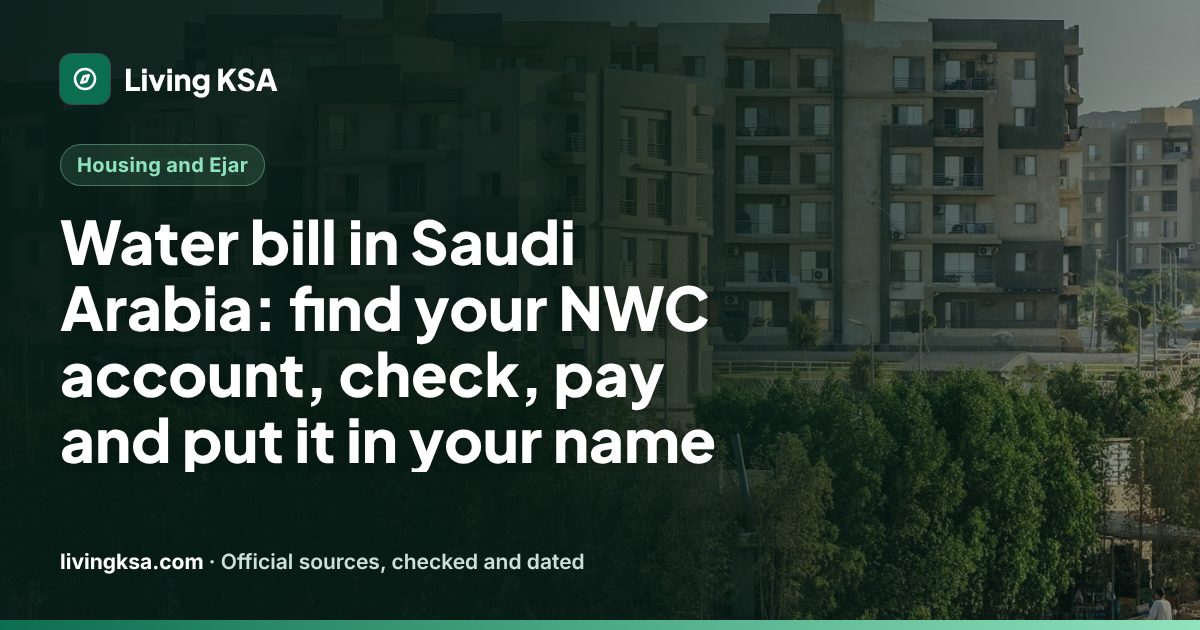 Living KSA
Housing and Ejar
Water bill in Saudi
Arabia: find your NWC
account, check, pay
and put it in your name
livingksa.com · Official sources, checked and dated